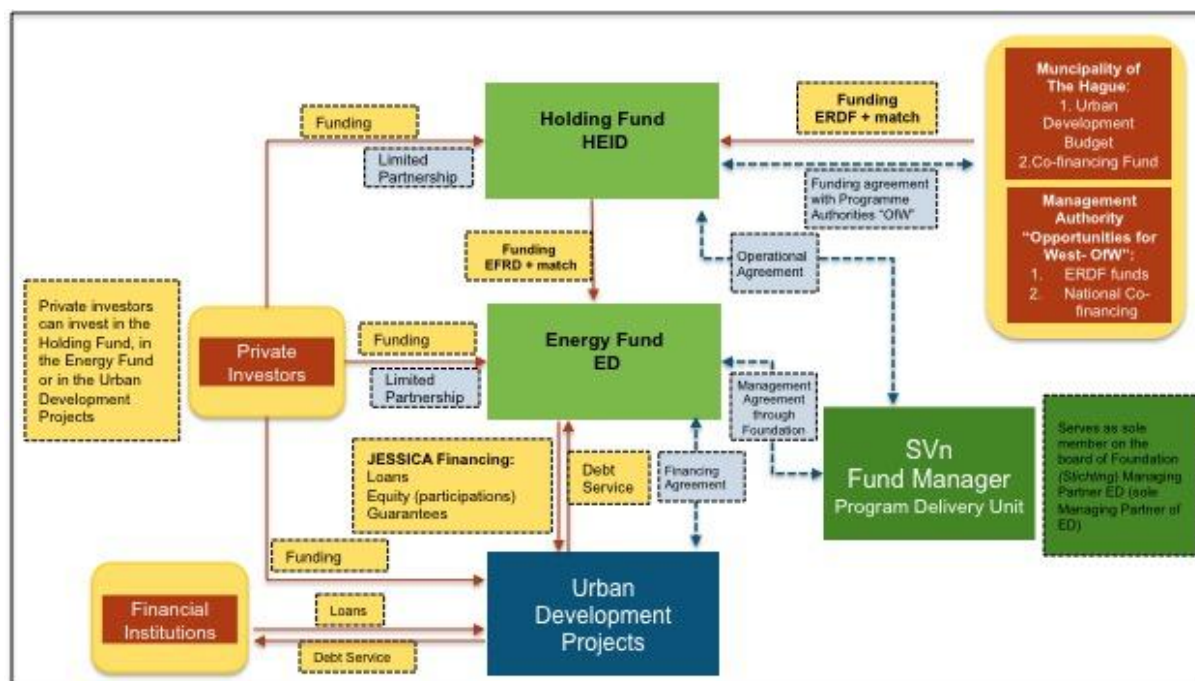 Funding
Limited
Partnership
Holding Fund
HEID
Funding
ERDF + match
Funding agreement
with Programme
Authorities "OfW"
Muncipality of
The Hague:
1. Urban
Development
Budget
2.Co-financing Fund
Management
Authority
"Opportunities for
West- OfW":
1. ERDF funds
2. National Co-
financing
Funding
EFRD + match
Operational
Agreement
Private investors
can invest in the
Holding Fund, in
the Energy Fund
or in the Urban
Development
Projects
Private
Investors
Funding
Limited
Partnership
Energy Fund
ED
Management
Agreement
through
Foundation
SVn
Fund Manager
Program Delivery Unit
Serves as sole
member on the
board of Foundation
(Stichting) Managing
Partner ED (sole
Managing Partner of
ED)
JESSICA Financing:
Loans
Equity (participations)
Guarantees
Debt
Service
Financing
Agreement
Funding
Financial
Institutions
Loans
Debt Service
Urban
Development
Projects